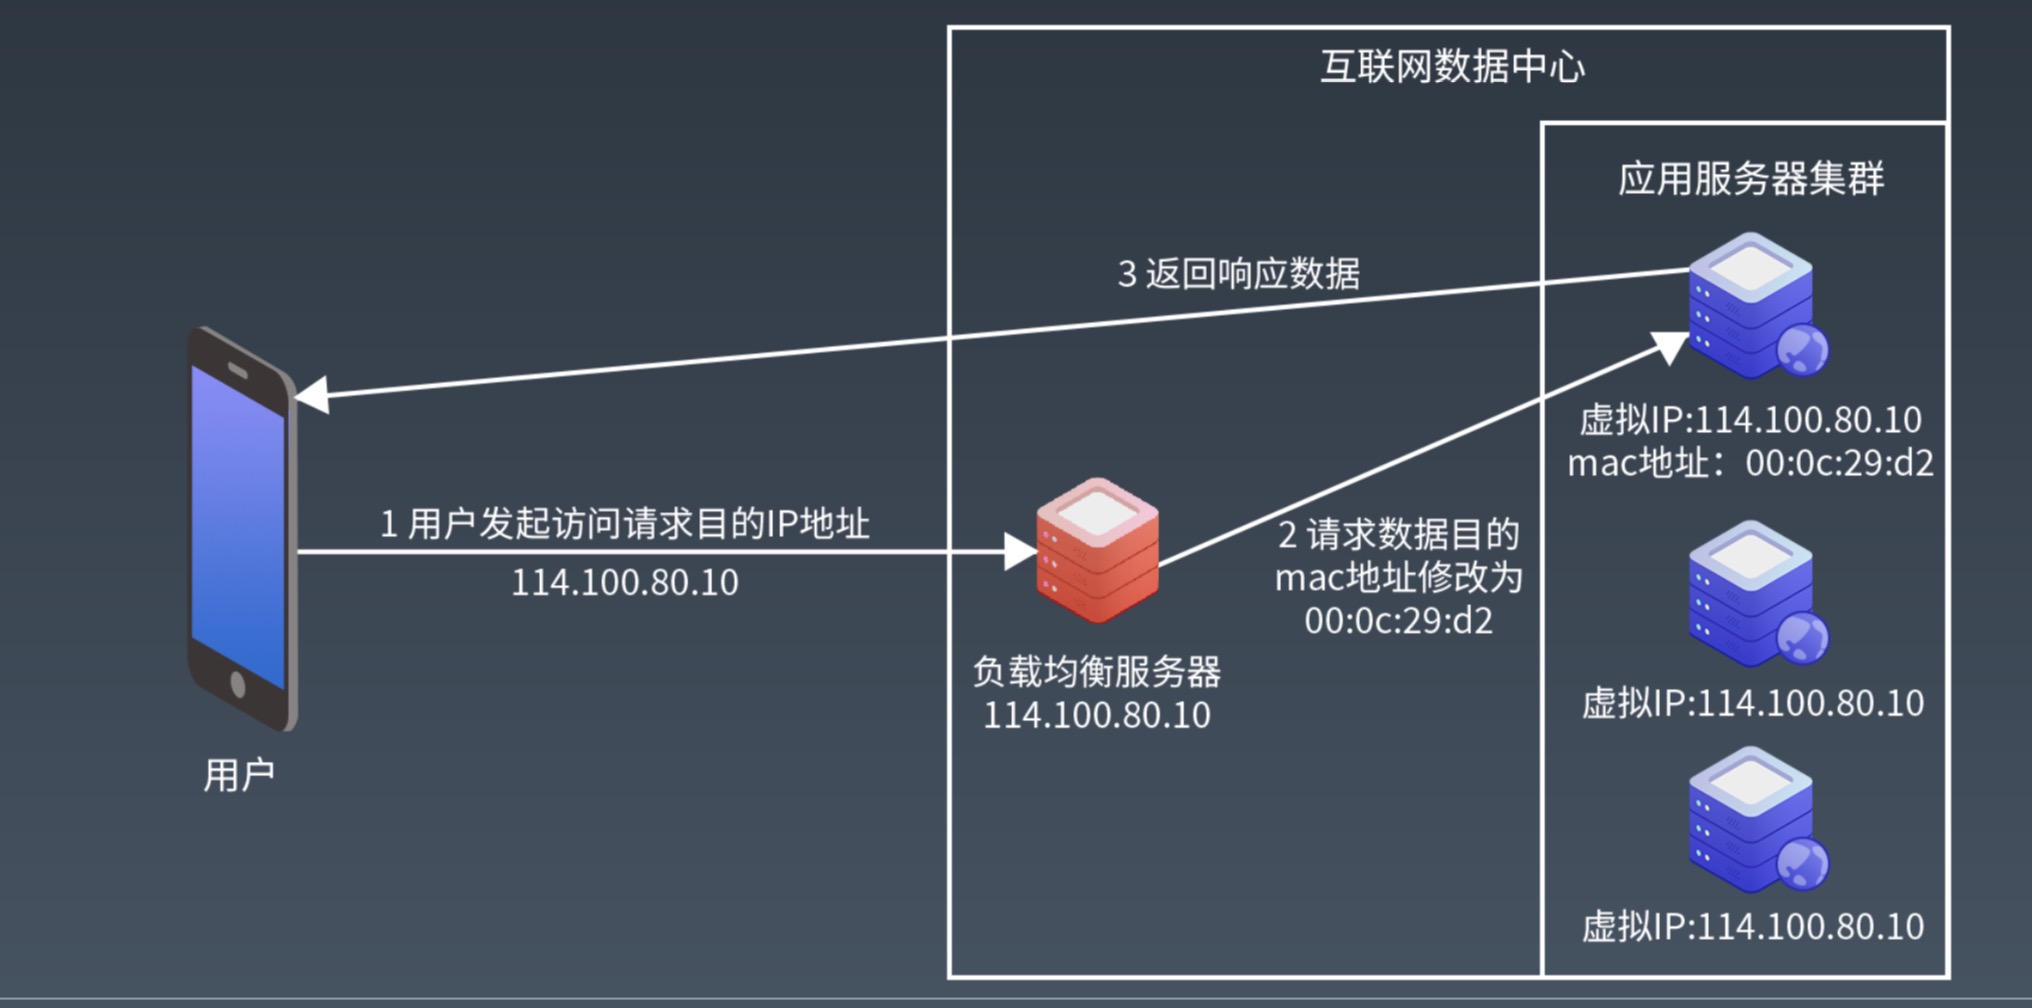 互联网数据中心
应用服务器集群
3 返回响应数据
虚拟IP:114.100.80.10
mac地址：00:0c:29:d2
1 用户发起访问请求目的IP地址
114.100.80.10
2 请求数据目的
mac地址修改为
00:0c:29:d2
负载均衡服务器
114.100.80.10
虚拟IP:114.100.80.10
用户
虚拟IP:114.100.80.10